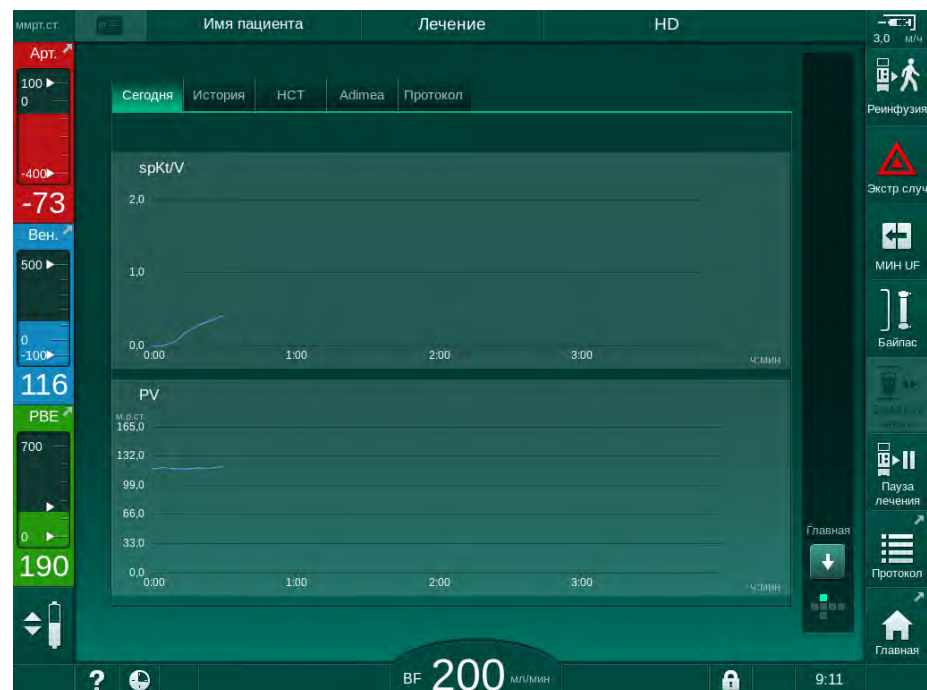 ммрт.ст.
Имя пациента
Лечение
HD
3,0 м/ч
Арт.
100
0
-400
-73
Вен.
500
0
-100
116
PBE
700
0
190
Сегодня
История
HCT
Adimea
Протокол
spKt/V
2,0
1,0
0,0
0:00
1:00
2:00
3:00
ч:мин
PV
м.р.ст.
165,0
132,0
99,0
66,0
33,0
0,0
0:00
1:00
2:00
3:00
ч:мин
Главная
Реинфузия
Экстр случ
МИН UF
Байпас
Пауза
лечения
Протокол
Главная
?
BF 200 мл/мин
9:11